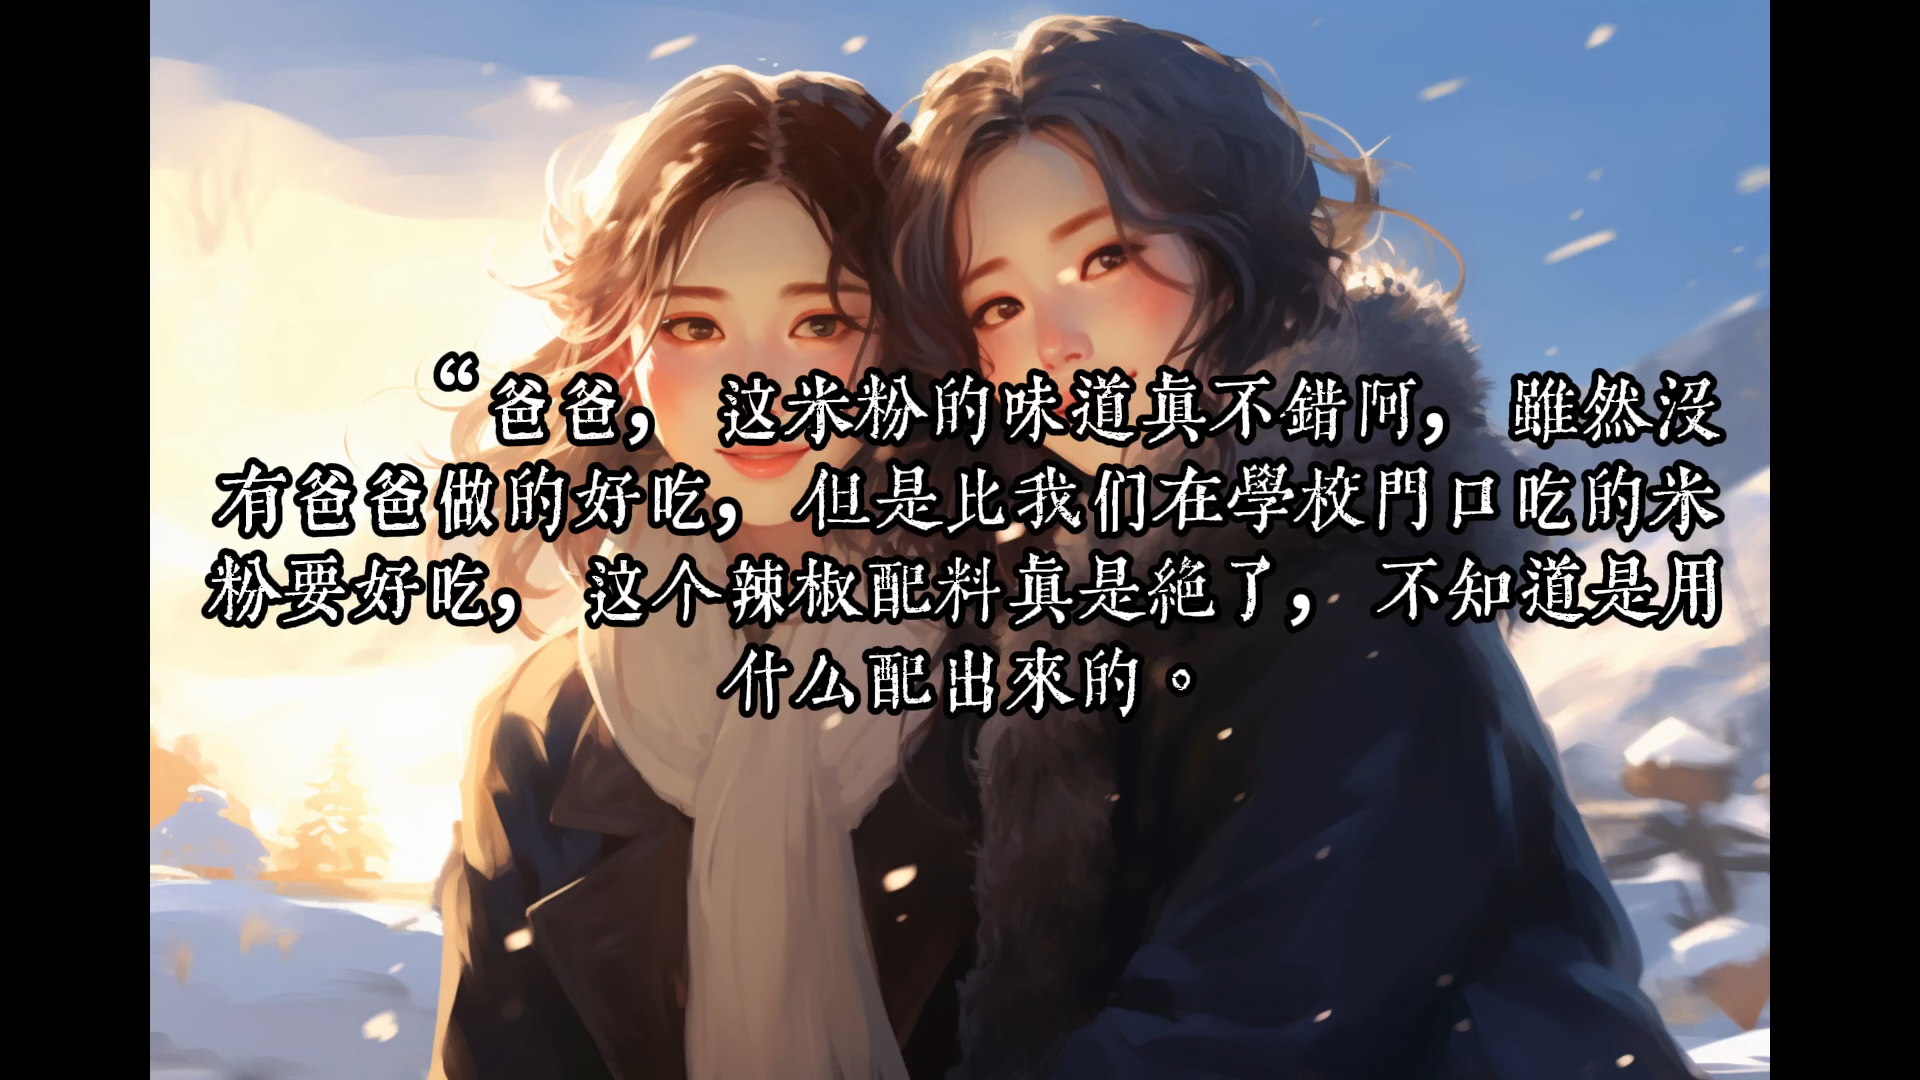 “爸爸，这米粉的味道真不錯阿，雖然没
有爸爸做的好吃，但是比我们在學校門口吃的米
粉要好吃，这个辣椒配料真是絶了，不知道是用
什么配出來的。